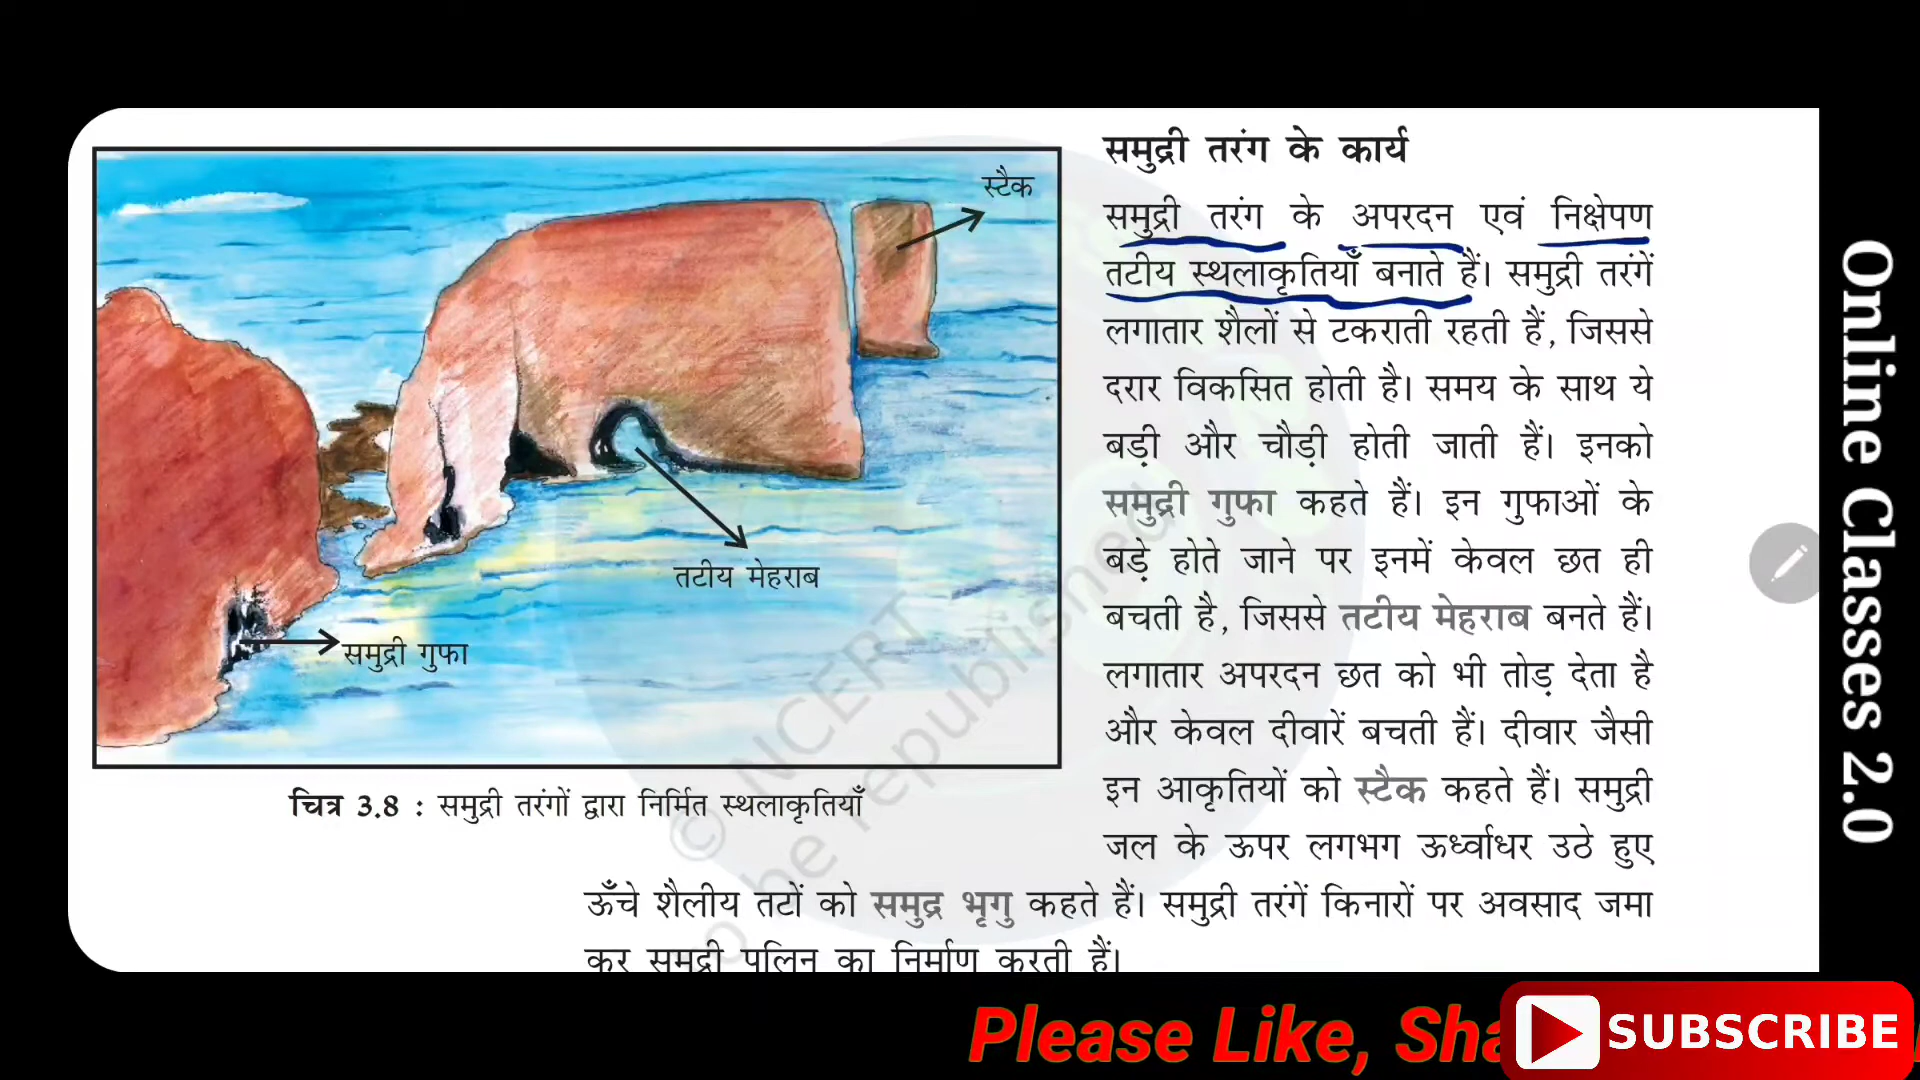 समुद्री तरंग के कार्य
समुद्री तरंग के अपरदन एवं निक्षेपण
तटीय स्थलाकृतियाँ बनाते हैं। समुद्री तरंगें
लगातार शैलों से टकराती रहती हैं, जिससे
दरार विकसित होती है। समय के साथ ये
बड़ी और चौड़ी होती जाती हैं। इनको
समुद्री गुफा कहते हैं। इन गुफाओं के
बड़े होते जाने पर इनमें केवल छत ही
बचती है, जिससे तटीय मेहराब बनते हैं।
लगातार अपरदन छत को भी तोड़ देता है
और केवल दीवारें बचती हैं। दीवार जैसी
इन आकृतियों को स्टैक कहते हैं। समुद्री
जल के ऊपर लगभग ऊर्ध्वाधर उठे हुए
ऊँचे शैलीय तटों को समुद्र भृगु कहते हैं। समुद्री तरंगें किनारों पर अवसाद जमा
कर समुद्री पुलिन का निर्माण करती हैं।
स्टैक
तटीय मेहराब
समुद्री गुफा
चित्र 3.8 : समुद्री तरंगों द्वारा निर्मित स्थलाकृतियाँ
© NCERT
o be republished
Online Classes 2.0
Please Like, Sha
SUBSCRIBE